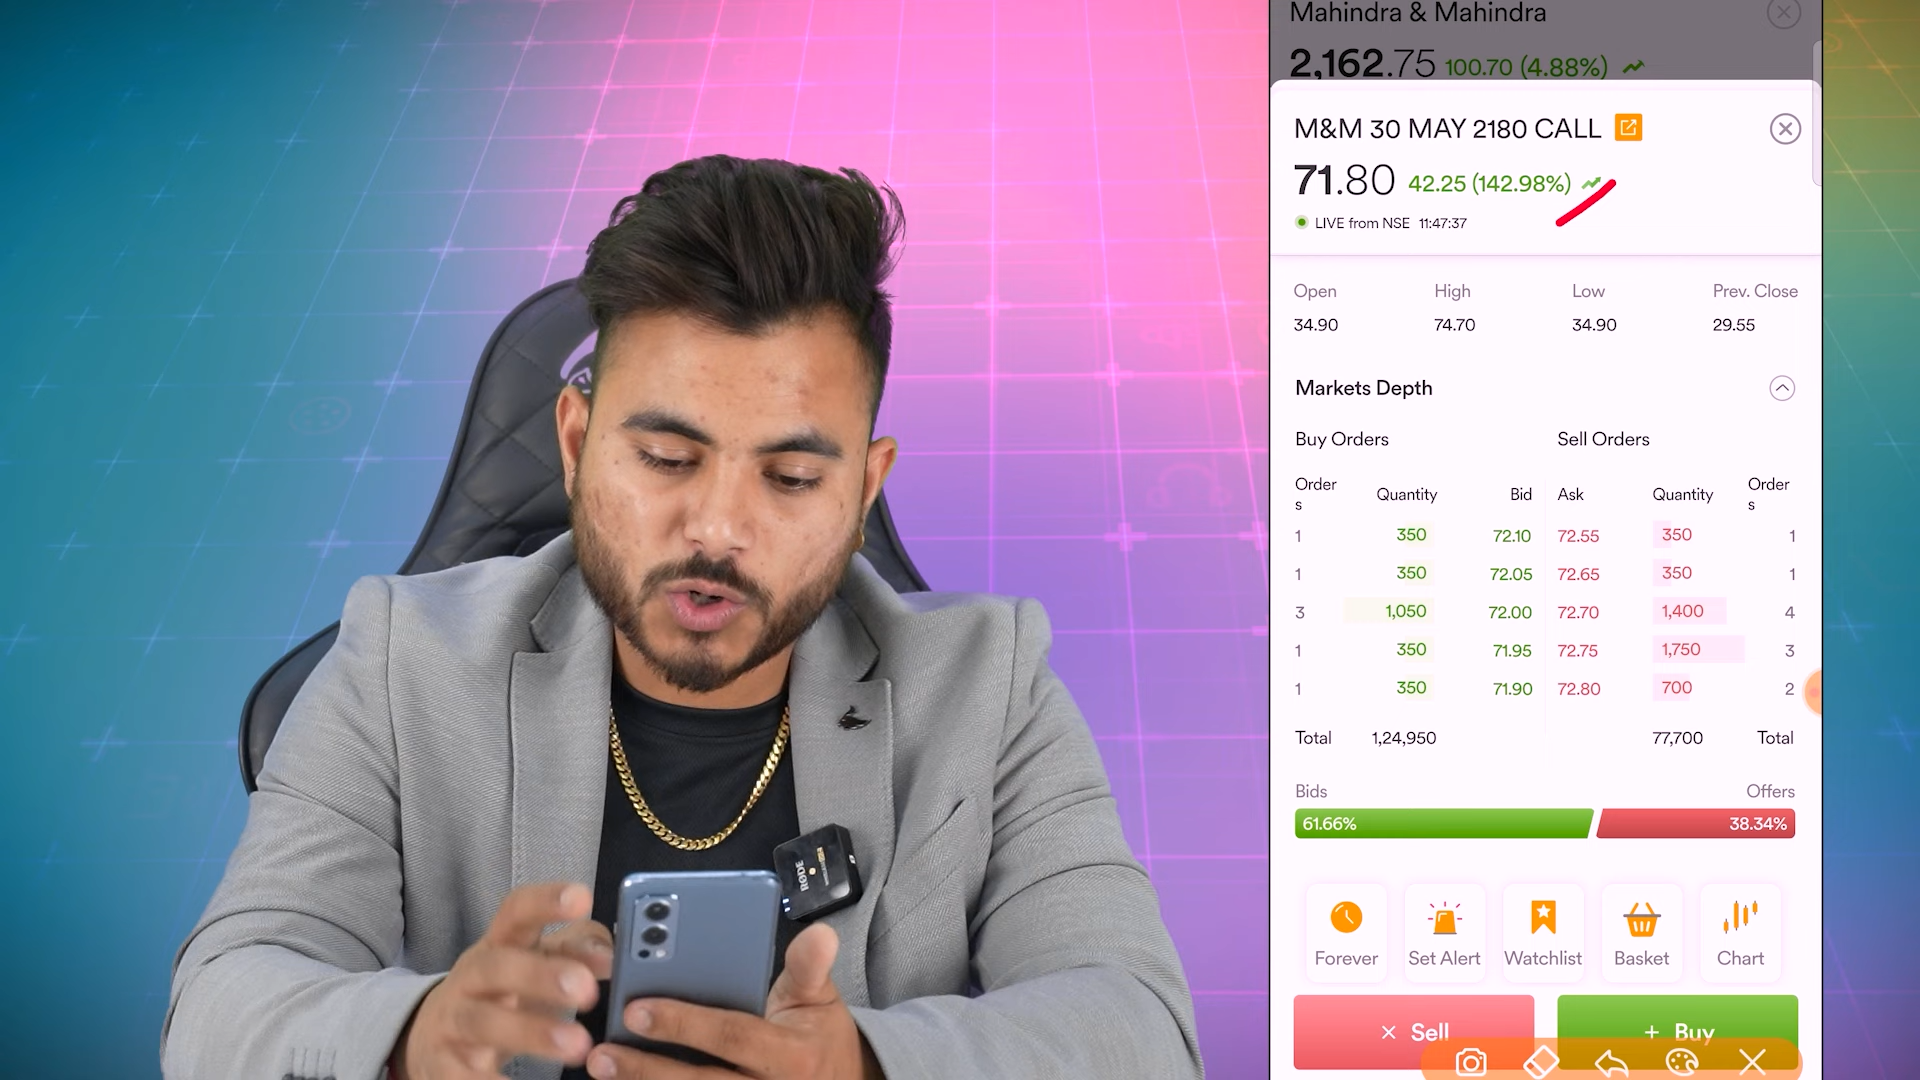 Mahindra & Mahindra
2,162.75 100.70 (4.88%)
M&M 30 MAY 2180 CALL
71.80 42.25 (142.98%)
LIVE from NSE 11:47:37
Open High Low Prev. Close
34.90 74.70 34.90 29.55
Markets Depth
Buy Orders Sell Orders
Order
s Quantity Bid Ask Quantity Order
s
1 350 72.10 72.55 350 1
1 350 72.05 72.65 350 1
3 1,050 72.00 72.70 1,400 4
1 350 71.95 72.75 1,750 3
1 350 71.90 72.80 700 2
Total 1,24,950 77,700 Total
Bids Offers
61.66% 38.34%
Forever Set Alert Watchlist Basket Chart
× Sell + Buy
RØDE